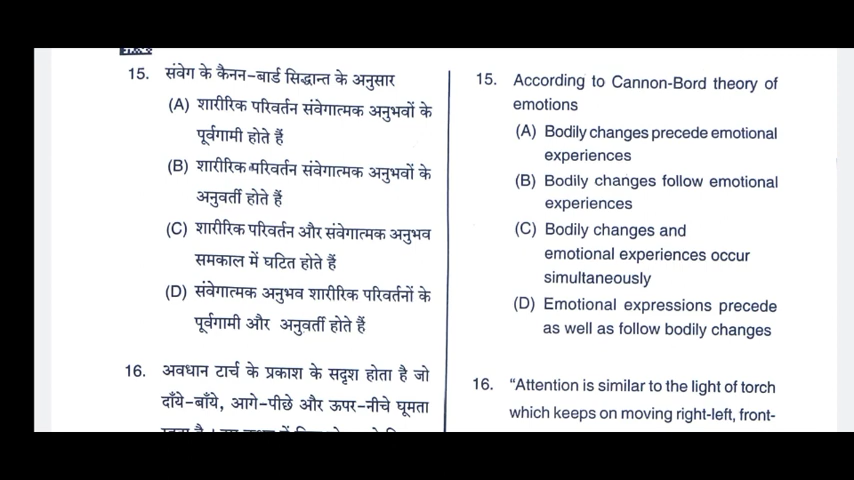 15. संवेग के कैनन-बार्ड सिद्धान्त के अनुसार
(A) शारीरिक परिवर्तन संवेगात्मक अनुभवों के
पूर्वगामी होते हैं
(B) शारीरिक परिवर्तन संवेगात्मक अनुभवों के
अनुवर्ती होते हैं
(C) शारीरिक परिवर्तन और संवेगात्मक अनुभव
समकाल में घटित होते हैं
(D) संवेगात्मक अनुभव शारीरिक परिवर्तनों के
पूर्वगामी और अनुवर्ती होते हैं
16. अवधान टार्च के प्रकाश के सदृश होता है जो
दाँये-बाँये, आगे-पीछे और ऊपर-नीचे घूमता
15. According to Cannon-Bord theory of
emotions
(A) Bodily changes precede emotional
experiences
(B) Bodily changes follow emotional
experiences
(C) Bodily changes and
emotional experiences occur
simultaneously
(D) Emotional expressions precede
as well as follow bodily changes
16. “Attention is similar to the light of torch
which keeps on moving right-left, front-